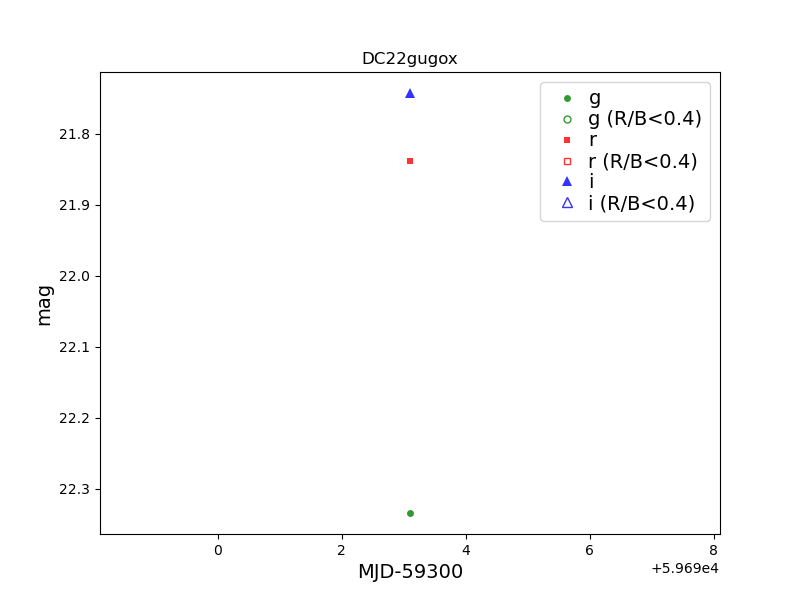 DC22gugox
g
g (R/B<0.4)
r
r (R/B<0.4)
i
i (R/B<0.4)
mag
21.8
21.9
22.0
22.1
22.2
22.3
0 2 4 6 8
+5.969e4
MJD-59300